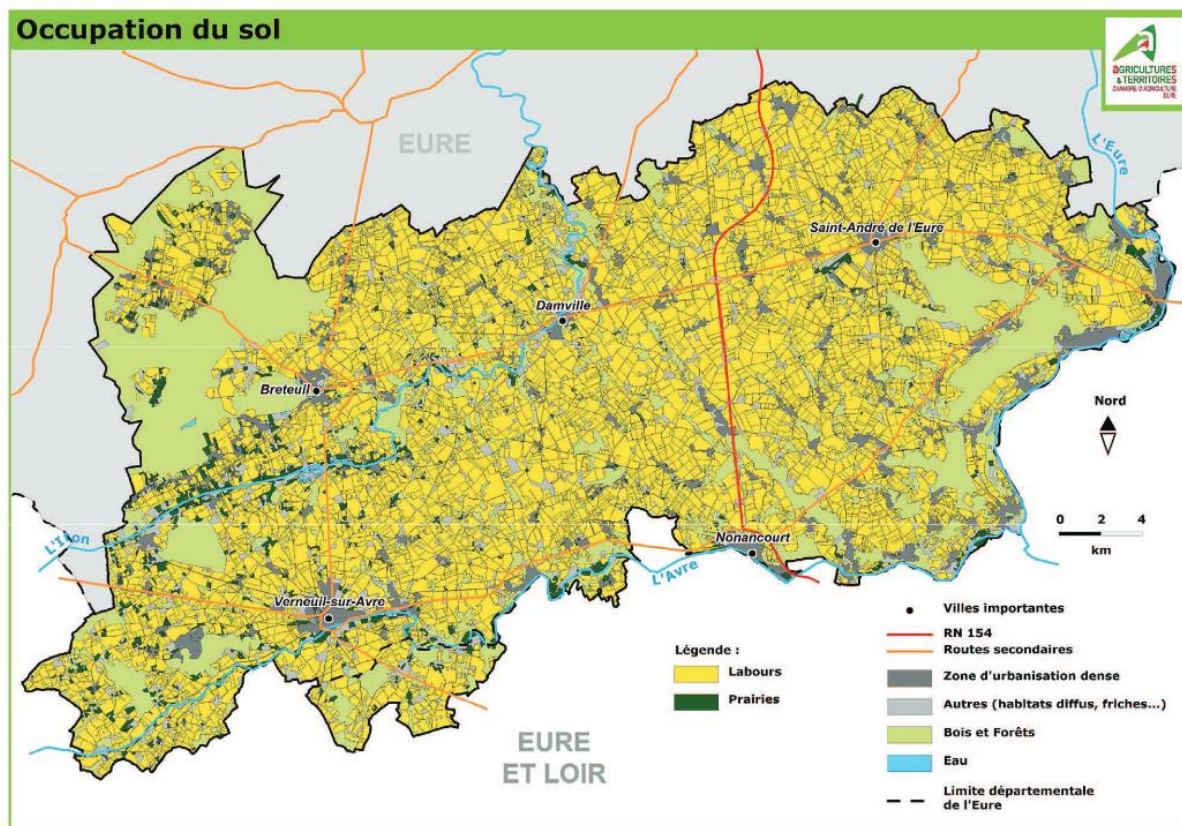 Occupation du sol
AGRICULTURES
& TERRITOIRES
CHAMBRE D'AGRICULTURE
EURE
EURE
L'Eure
Saint-André de l'Eure
Damville
Breteuil
Nord
0 2 4
km
L'Iton
Nonancourt
L'Avre
Verneuil-sur-Avre
EURE
ET LOIR
Légende :
Labours
Prairies
Villes importantes
RN 154
Routes secondaires
Zone d'urbanisation dense
Autres (habitats diffus, friches...)
Bois et Forêts
Eau
Limite départementale
de l'Eure